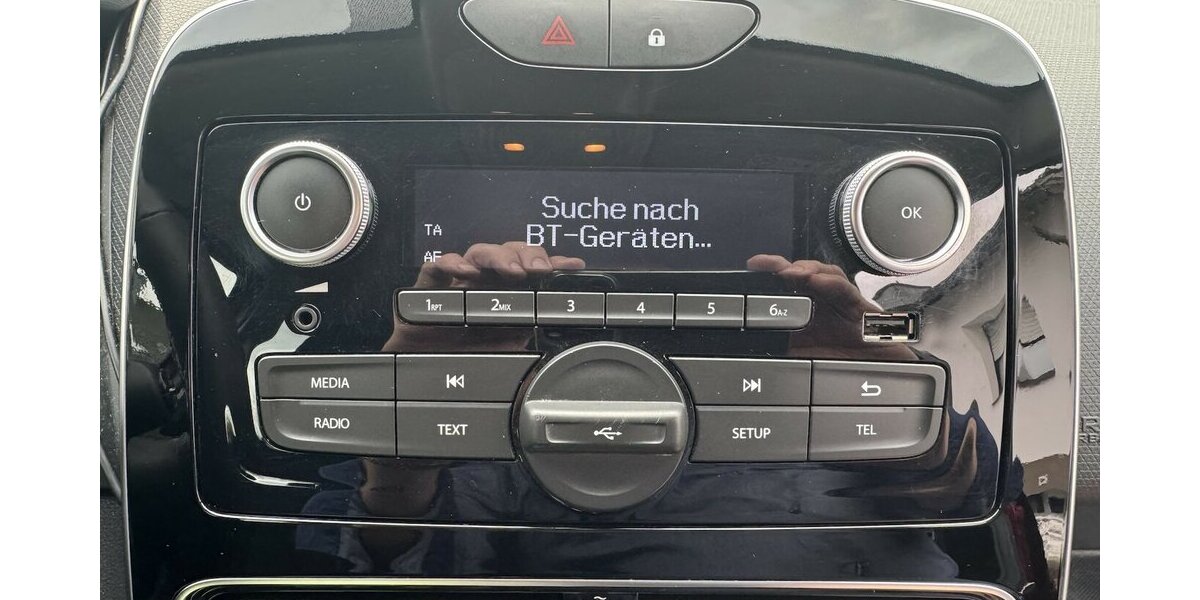 Suche nach
BT-Geräten...
TA
AF
OK
1RPT 2MIX 3 4 5 6A-Z
MEDIA
RADIO TEXT SETUP TEL